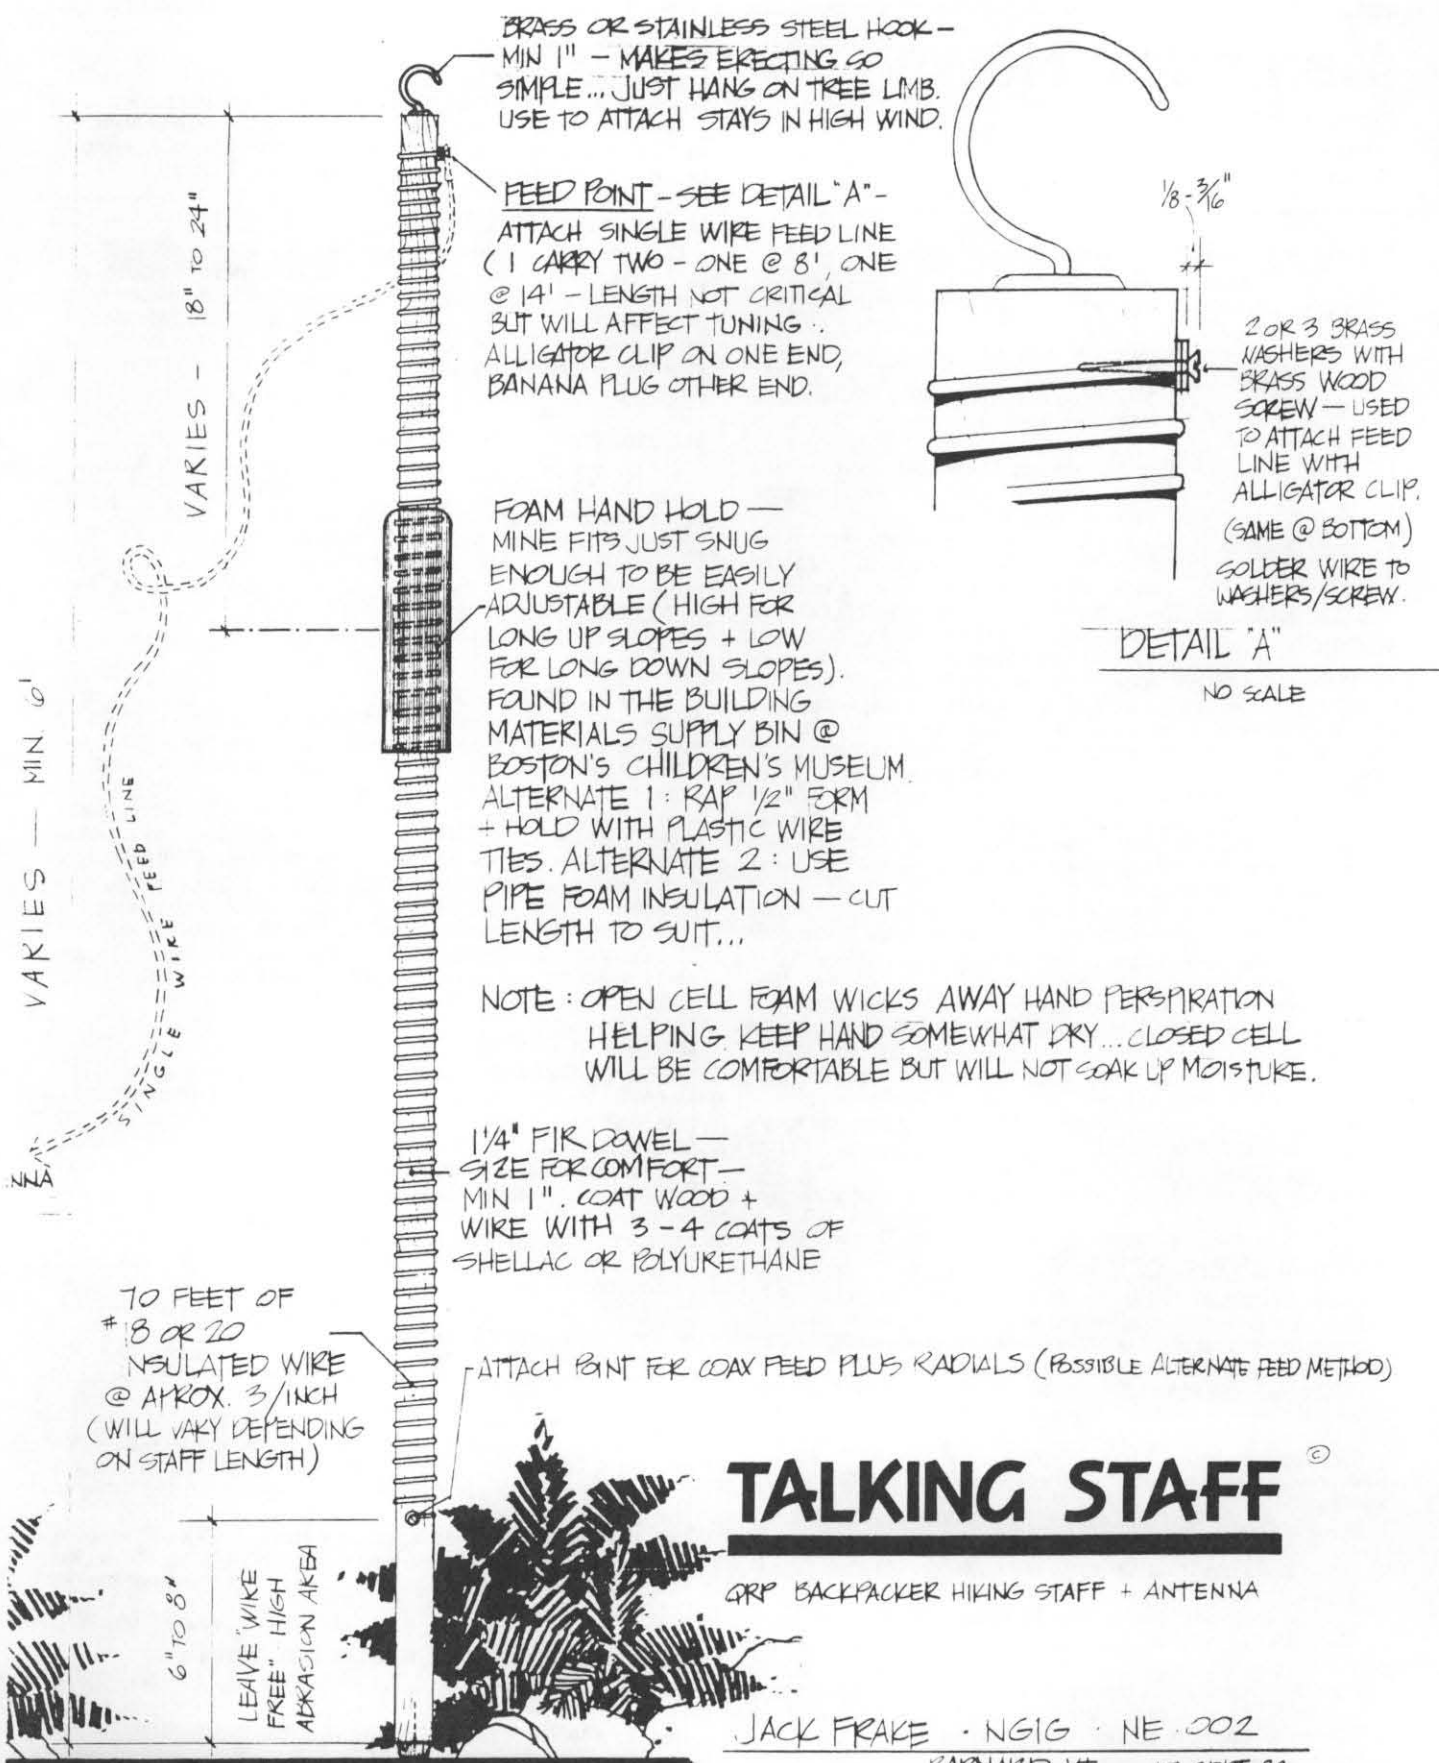 BRASS OR STAINLESS STEEL HOOK -
MIN 1" - MAKES ERECTING SO
SIMPLE... JUST HANG ON TREE LIMB.
USE TO ATTACH STAYS IN HIGH WIND.
FEED POINT - SEE DETAIL "A" -
ATTACH SINGLE WIRE FEED LINE
( I CARRY TWO - ONE @ 8', ONE
@ 14' - LENGTH NOT CRITICAL
BUT WILL AFFECT TUNING.
ALLIGATOR CLIP ON ONE END,
BANANA PLUG OTHER END.
1/8 - 3/16"
2 OR 3 BRASS
WASHERS WITH
BRASS WOOD
SCREW — USED
TO ATTACH FEED
LINE WITH
ALLIGATOR CLIP.
(SAME @ BOTTOM)
SOLDER WIRE TO
WASHERS/SCREW.
DETAIL "A"
NO SCALE
VARIES - 18" TO 24"
VARIES — MIN. 6'
SINGLE WIRE FEED LINE
FOAM HAND HOLD —
MINE FITS JUST SNUG
ENOUGH TO BE EASILY
ADJUSTABLE (HIGH FOR
LONG UP SLOPES + LOW
FOR LONG DOWN SLOPES).
FOUND IN THE BUILDING
MATERIALS SUPPLY BIN @
BOSTON'S CHILDREN'S MUSEUM.
ALTERNATE 1 : RAP 1/2" FORM
+ HOLD WITH PLASTIC WIRE
TIES. ALTERNATE 2 : USE
PIPE FOAM INSULATION — CUT
LENGTH TO SUIT...
NOTE : OPEN CELL FOAM WICKS AWAY HAND PERSPIRATION
HELPING KEEP HAND SOMEWHAT DRY... CLOSED CELL
WILL BE COMFORTABLE BUT WILL NOT SOAK UP MOISTURE.
1 1/4" FIR DOWEL —
SIZE FOR COMFORT —
MIN 1". COAT WOOD +
WIRE WITH 3 - 4 COATS OF
SHELLAC OR POLYURETHANE
70 FEET OF
# 8 OR 20
NSULATED WIRE
@ APROX. 3/INCH
(WILL VARY DEPENDING
ON STAFF LENGTH)
ATTACH POINT FOR COAX FEED PLUS RADIALS (POSSIBLE ALTERNATE FEED METHOD)
6" TO 8"
LEAVE "WIRE
FREE" HIGH
ABRASION AREA
TALKING STAFF ©
QRP BACKPACKER HIKING STAFF + ANTENNA
JACK FRAKE · NG1G · NE 002